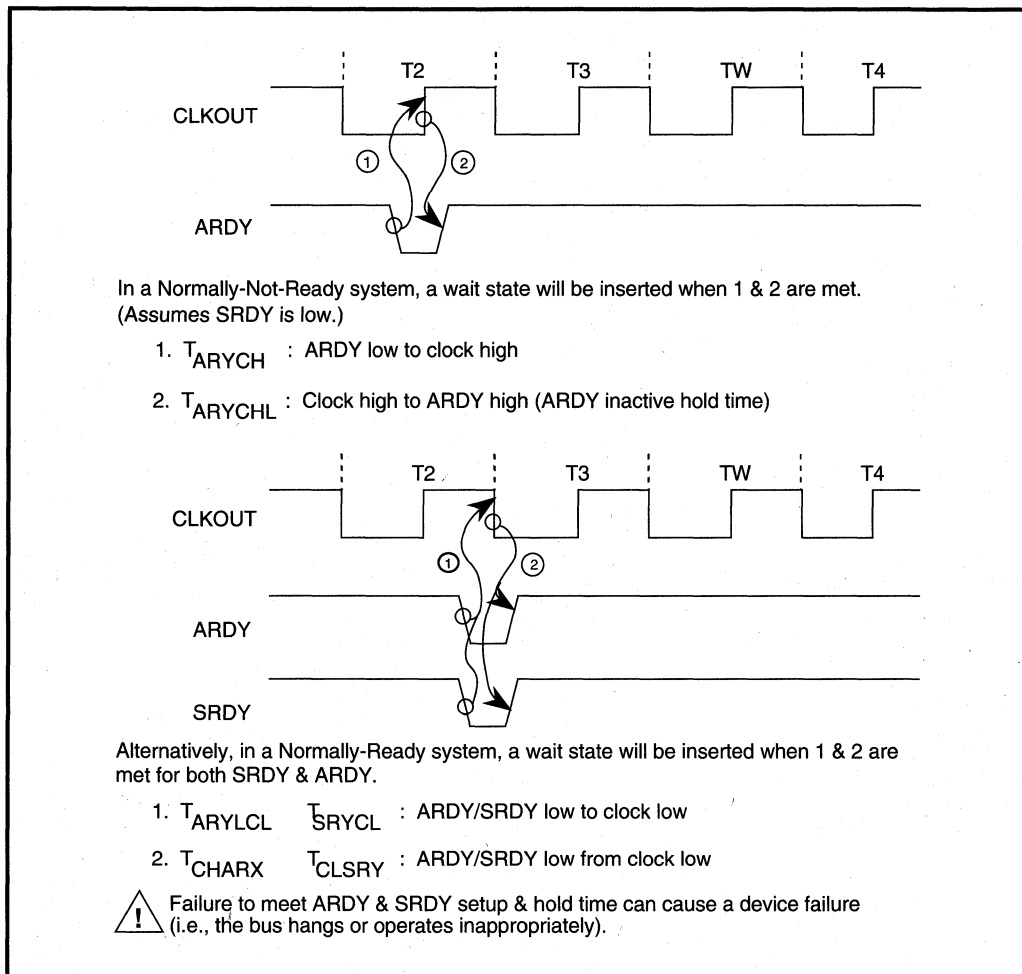 T2 T3 TW T4
CLKOUT
1 2
ARDY
In a Normally-Not-Ready system, a wait state will be inserted when 1 & 2 are met.
(Assumes SRDY is low.)
1. TARYCH : ARDY low to clock high
2. TARYCHL : Clock high to ARDY high (ARDY inactive hold time)
T2 T3 TW T4
CLKOUT
1 2
ARDY
SRDY
Alternatively, in a Normally-Ready system, a wait state will be inserted when 1 & 2 are
met for both SRDY & ARDY.
1. TARYLCL TSRYCL : ARDY/SRDY low to clock low
2. TCHARX TCLSRY : ARDY/SRDY low from clock low
! Failure to meet ARDY & SRDY setup & hold time can cause a device failure
(i.e., the bus hangs or operates inappropriately).